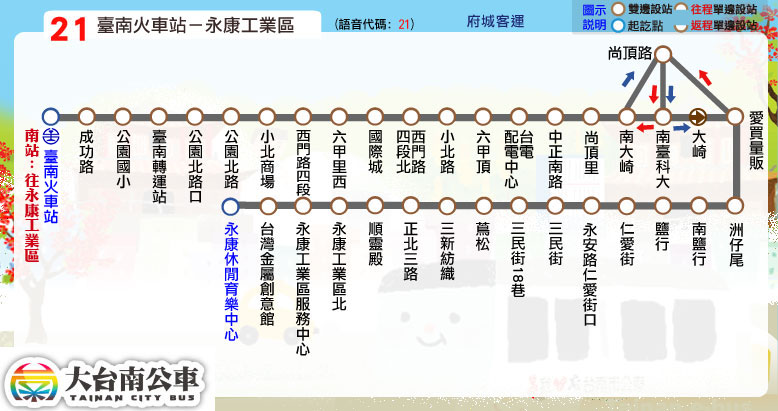 21 臺南火車站－永康工業區
(語音代碼: 21)
府城客運
圖示說明
雙邊設站
往程單邊設站
起訖點
返程單邊設站
南站：往永康工業區
主
臺南火車站
成功路
公園國小
臺南轉運站
公園北路口
公園北路
小北商場
西門路四段
六甲里西
國際城
西門路四段北
小北路
六甲頂
台電配電中心
中正南路
尚頂里
南大崎
南臺科大
大崎
尚頂路
愛買量販
洲仔尾
南鹽行
鹽行
仁愛街
永安路仁愛街口
三民街
三民街18巷
蔦松
三新紡織
正北三路
順靈殿
永康工業區北
永康工業區服務中心
台灣金屬創意館
永康休閒育樂中心
大台南公車
TAINAN CITY BUS